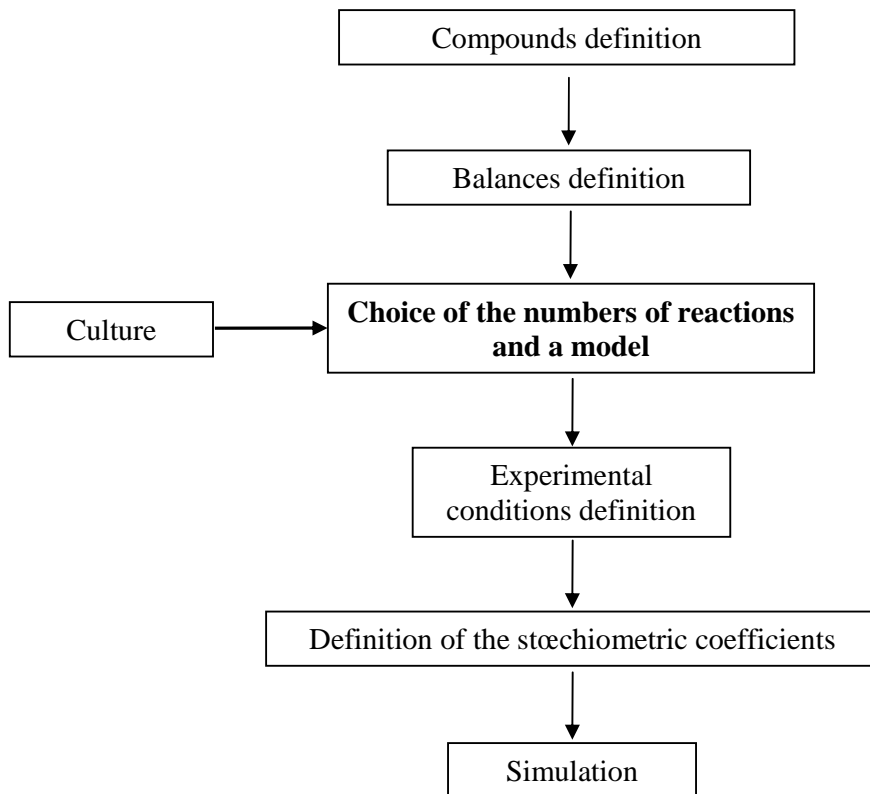 Compounds definition
Balances definition
Culture
Choice of the numbers of reactions
and a model
Experimental
conditions definition
Definition of the stœchiometric coefficients
Simulation